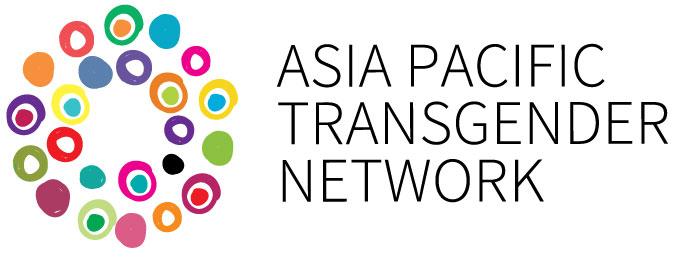 ASIA PACIFIC
TRANSGENDER
NETWORK